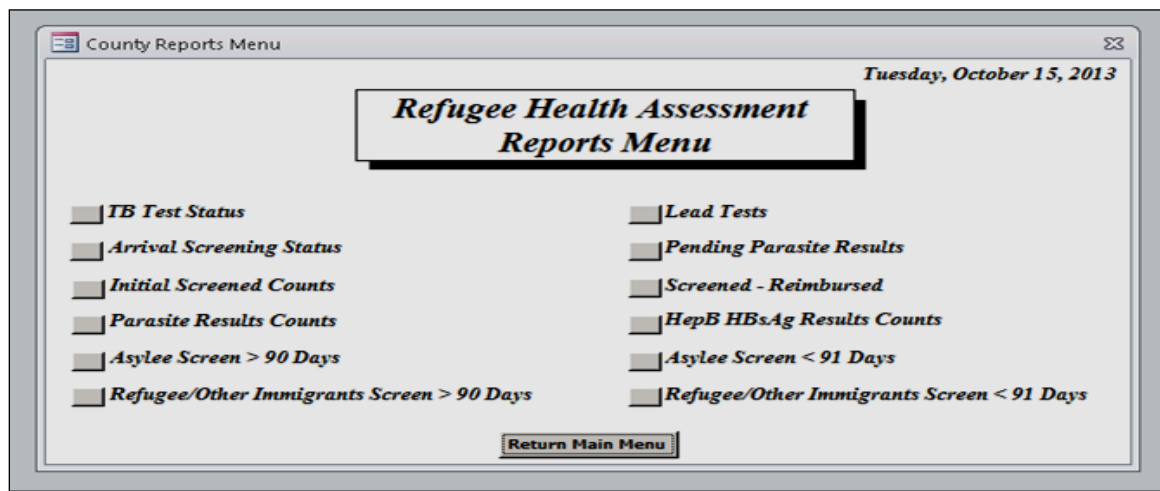 County Reports Menu
Tuesday, October 15, 2013
Refugee Health Assessment
Reports Menu
TB Test Status
Lead Tests
Arrival Screening Status
Pending Parasite Results
Initial Screened Counts
Screened - Reimbursed
Parasite Results Counts
HepB HBsAg Results Counts
Asylee Screen > 90 Days
Asylee Screen < 91 Days
Refugee/Other Immigrants Screen > 90 Days
Refugee/Other Immigrants Screen < 91 Days
Return Main Menu